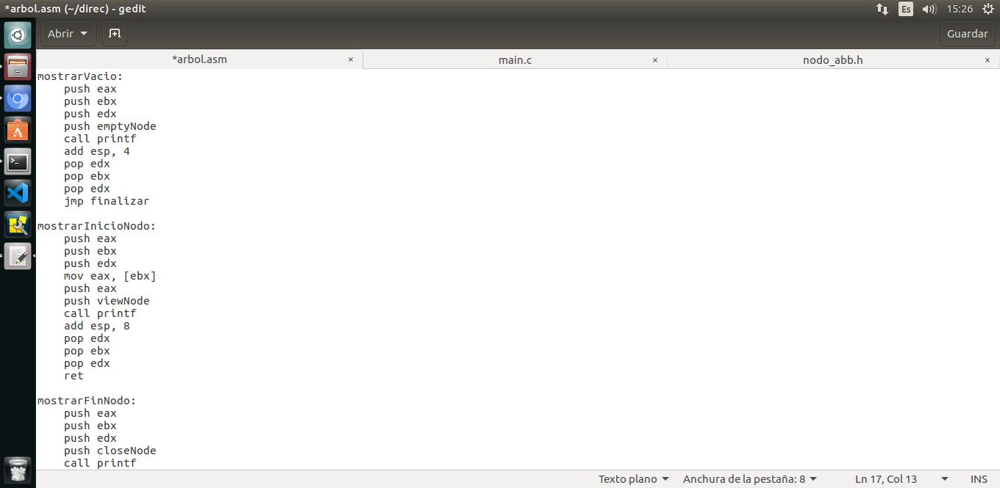 *arbol.asm (~/direc) - gedit
Es
15:26
Abrir
Guardar
*arbol.asm ×
main.c ×
nodo_abb.h ×
mostrarVacio:
    push eax
    push ebx
    push edx
    push emptyNode
    call printf
    add esp, 4
    pop edx
    pop ebx
    pop edx
    jmp finalizar

mostrarInicioNodo:
    push eax
    push ebx
    push edx
    mov eax, [ebx]
    push eax
    push viewNode
    call printf
    add esp, 8
    pop edx
    pop ebx
    pop edx
    ret

mostrarFinNodo:
    push eax
    push ebx
    push edx
    push closeNode
    call printf
Texto plano
Anchura de la pestaña: 8
Ln 17, Col 13
INS